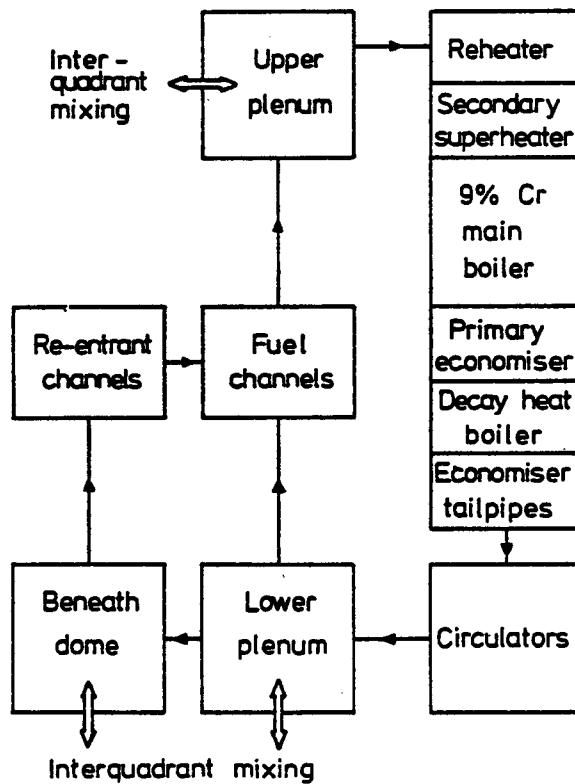 Inter-
quadrant
mixing
Upper
plenum
Reheater
Secondary
superheater
9% Cr
main
boiler
Re-entrant
channels
Fuel
channels
Primary
economiser
Decay heat
boiler
Economiser
tailpipes
Beneath
dome
Lower
plenum
Circulators
Interquadrant mixing